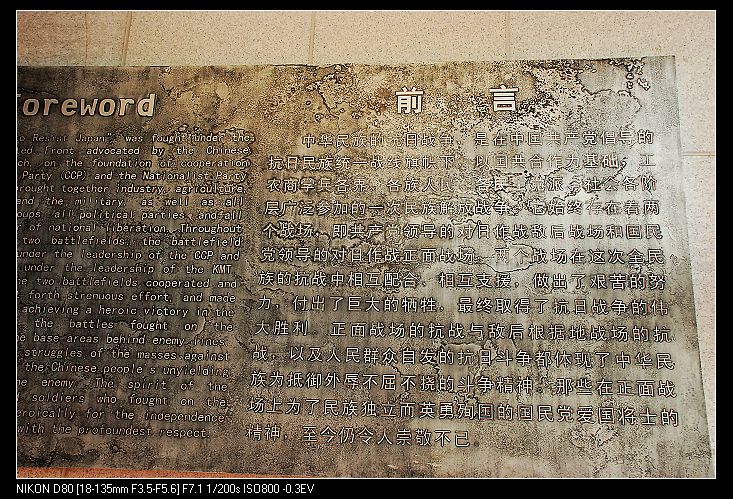 Foreword
to Resist Japan" was fought under the
ted Front advocated by the Chinese
ch, on the foundation of cooperation
Party (CCP) and the Nationalist Party
brought together industry, agriculture,
and the military, as well as all
oups, all political parties, and all
of national liberation. Throughout
two battlefields: the battlefield
under the leadership of the CCP and
under the leadership of the KMT
he two battlefields cooperated and
forth strenuous effort, and made
achieving a heroic victory in the
the battles fought on the
he base areas behind enemy lines
struggles of the masses against
the Chinese people's unyielding
enemy. The spirit of the
soldiers who fought on the
heroically for the independence
with the profoundest respect.
前言
中华民族的抗日战争,是在中国共产党倡导的
抗日民族统一战线旗帜下,以国共合作为基础,工
农商学兵各界、各族人民、各民主党派、社会各阶
层广泛参加的一次民族解放战争。它始终存在着两
个战场,即共产党领导的对日作战敌后战场和国民
党领导的对日作战正面战场。两个战场在这次全民
族的抗战中相互配合、相互支援,做出了艰苦的努
力,付出了巨大的牺牲,最终取得了抗日战争的伟
大胜利。正面战场的抗战与敌后根据地战场的抗
战,以及人民群众自发的抗日斗争都体现了中华民
族为抵御外辱不屈不挠的斗争精神。那些在正面战
场上为了民族独立而英勇殉国的国民党爱国将士的
精神,至今仍令人崇敬不已。
NIKON D80 [18-135mm F3.5-F5.6] F7.1 1/200s ISO800 -0.3EV